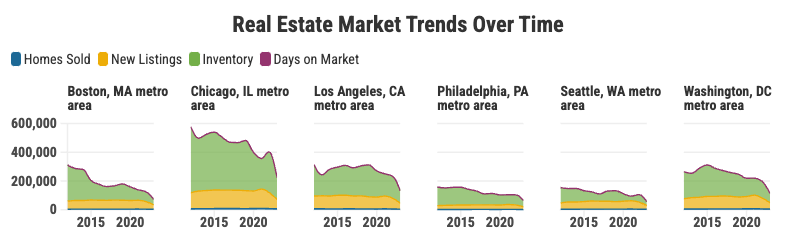 Real Estate Market Trends Over Time
Homes Sold New Listings Inventory Days on Market
Boston, MA metro
area
Chicago, IL metro
area
Los Angeles, CA
metro area
Philadelphia, PA
metro area
Seattle, WA metro
area
Washington, DC
metro area
600,000
400,000
200,000
0
2015 2020
2015 2020
2015 2020
2015 2020
2015 2020
2015 2020